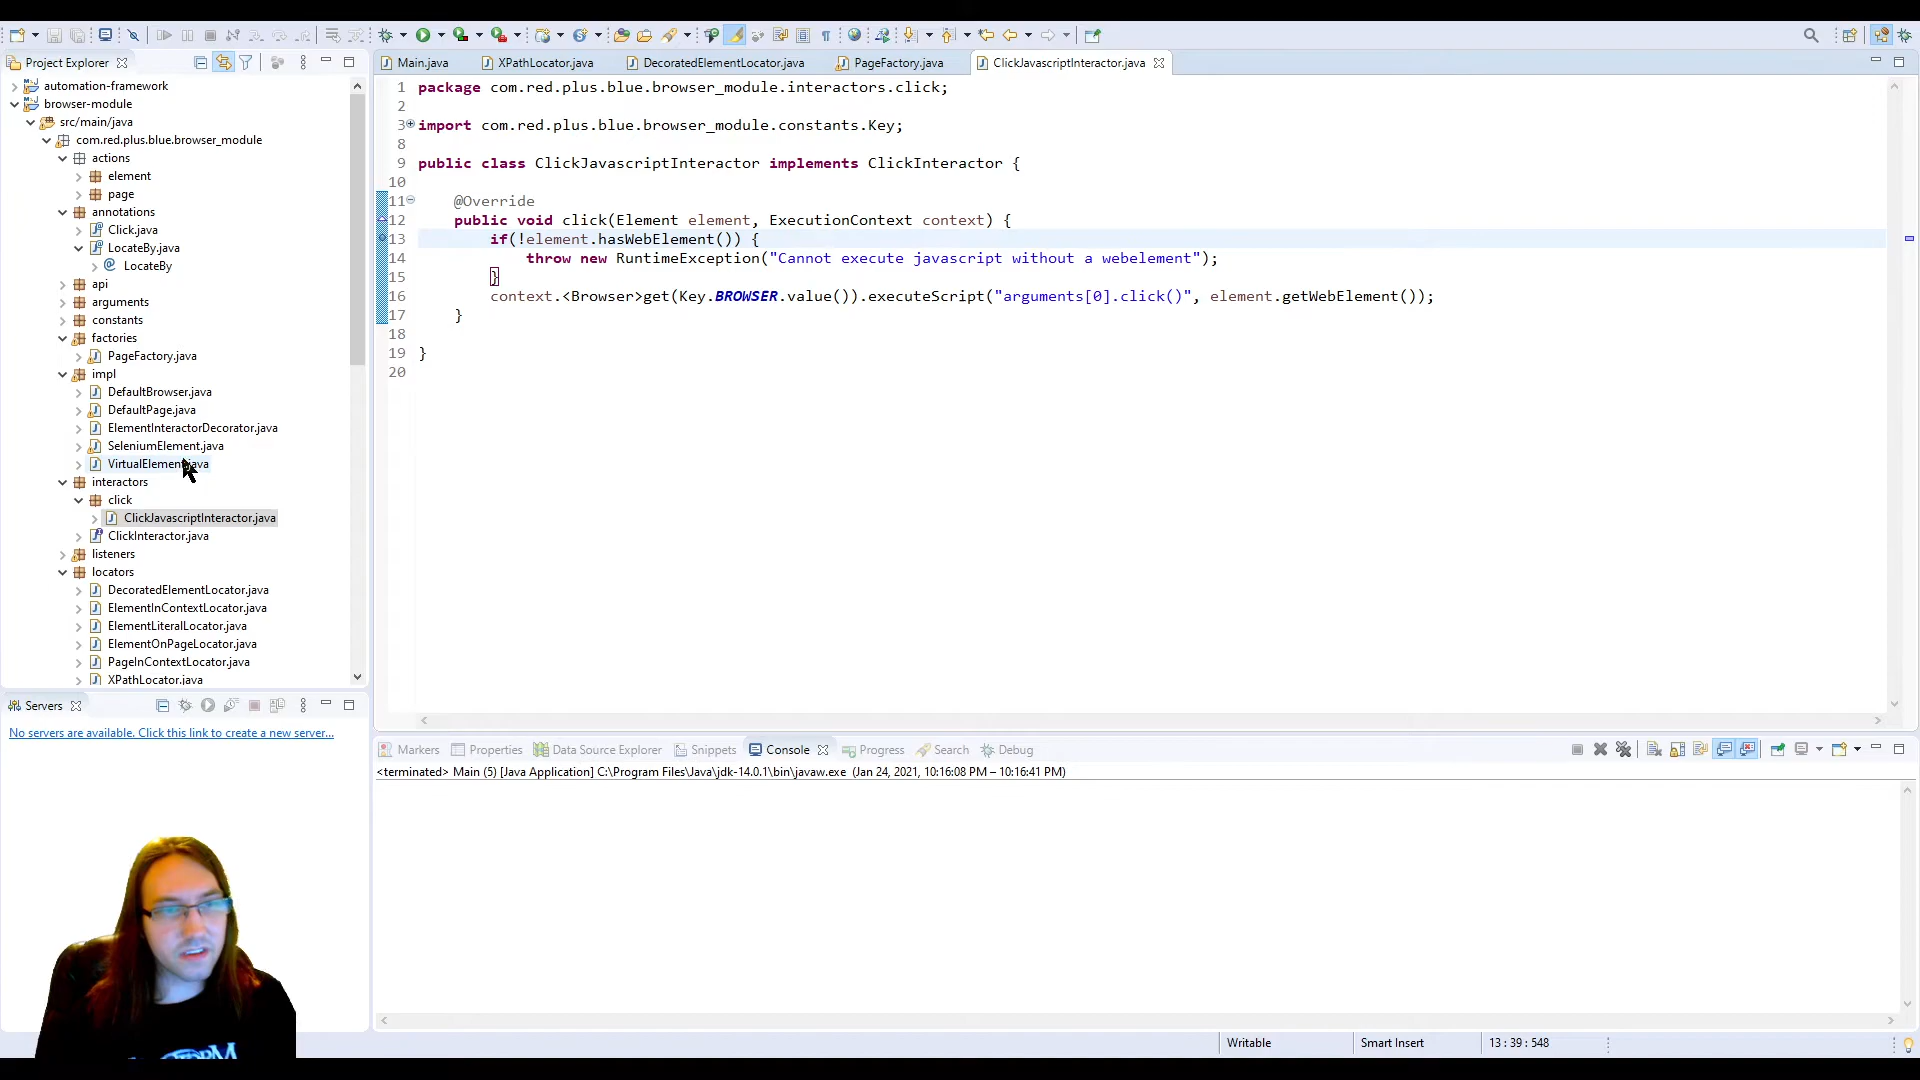 Project Explorer
automation-framework
browser-module
src/main/java
com.red.plus.blue.browser_module
actions
element
page
annotations
Click.java
LocateBy.java
LocateBy
api
arguments
constants
factories
PageFactory.java
impl
DefaultBrowser.java
DefaultPage.java
ElementInteractorDecorator.java
SeleniumElement.java
VirtualElement.java
interactors
click
ClickJavascriptInteractor.java
ClickInteractor.java
listeners
locators
DecoratedElementLocator.java
ElementInContextLocator.java
ElementLiteralLocator.java
ElementOnPageLocator.java
PageInContextLocator.java
XPathLocator.java
Servers
No servers are available. Click this link to create a new server...
Main.java XPathLocator.java DecoratedElementLocator.java PageFactory.java ClickJavascriptInteractor.java
1 package com.red.plus.blue.browser_module.interactors.click;
2
3 import com.red.plus.blue.browser_module.constants.Key;
8
9 public class ClickJavascriptInteractor implements ClickInteractor {
10
11 @Override
12 public void click(Element element, ExecutionContext context) {
13 if(!element.hasWebElement()) {
14 throw new RuntimeException("Cannot execute javascript without a webelement");
15 }
16 context.<Browser>get(Key.BROWSER.value()).executeScript("arguments[0].click()", element.getWebElement());
17 }
18
19 }
20
Markers Properties Data Source Explorer Snippets Console Progress Search Debug
<terminated> Main (5) [Java Application] C:\Program Files\Java\jdk-14.0.1\bin\javaw.exe (Jan 24, 2021, 10:16:08 PM – 10:16:41 PM)
Writable Smart Insert 13 : 39 : 548